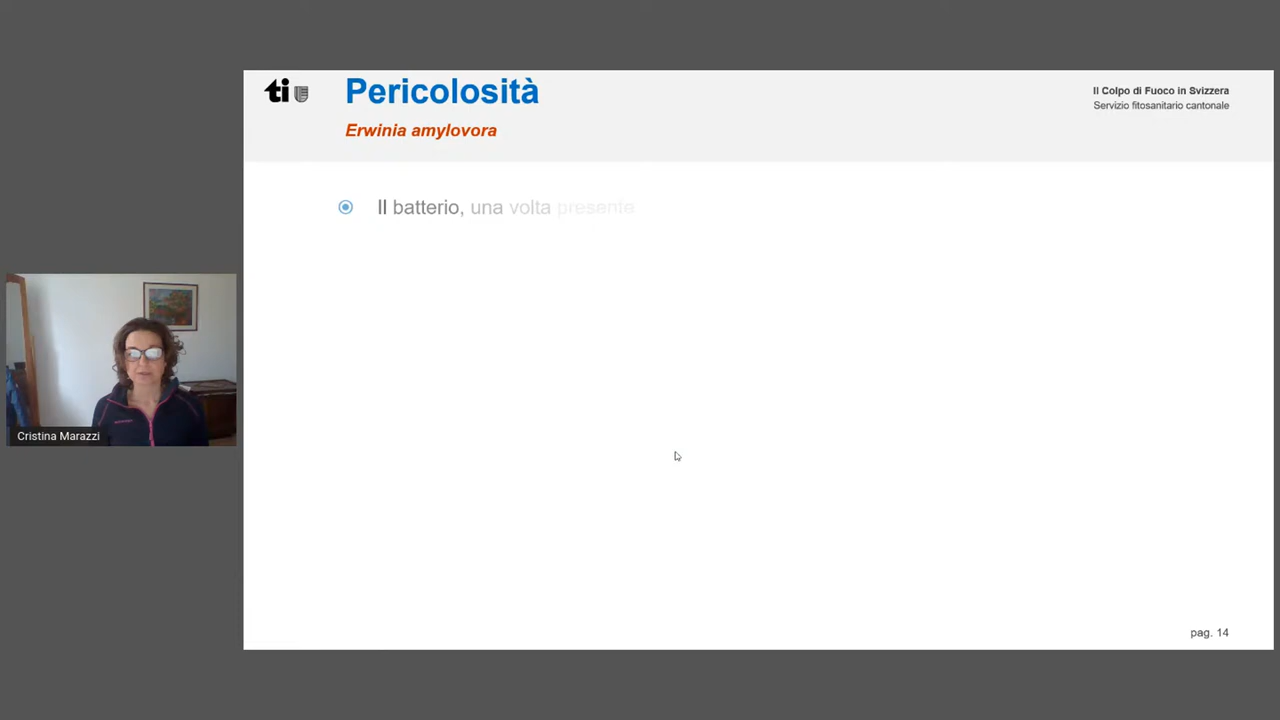 ti
Pericolosità
Erwinia amylovora
Il Colpo di Fuoco in Svizzera
Servizio fitosanitario cantonale
Il batterio, una volta presente
Cristina Marazzi
pag. 14